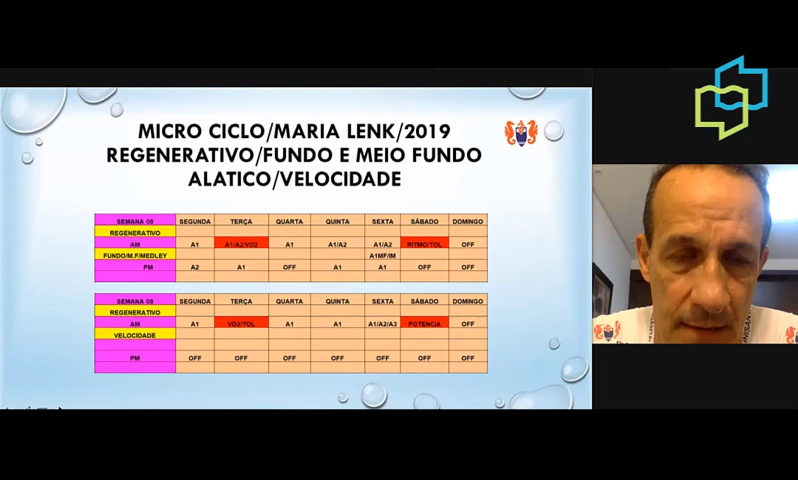 MICRO CICLO/MARIA LENK/2019
REGENERATIVO/FUNDO E MEIO FUNDO
ALATICO/VELOCIDADE
SEMANA 08 SEGUNDA TERÇA QUARTA QUINTA SEXTA SÁBADO DOMINGO
REGENERATIVO
AM A1 A1/A2/VO2 A1 A1/A2 A1/A2 RITMO/TOL OFF
FUNDO/M.F/MEDLEY A1MF/IM
PM A2 A1 OFF A1 A1 OFF OFF
SEMANA 08 SEGUNDA TERÇA QUARTA QUINTA SEXTA SÁBADO DOMINGO
REGENERATIVO
AM A1 VO2/TOL A1 A1 A1/A2/A3 POTENCIA OFF
VELOCIDADE
PM OFF OFF OFF OFF OFF OFF OFF